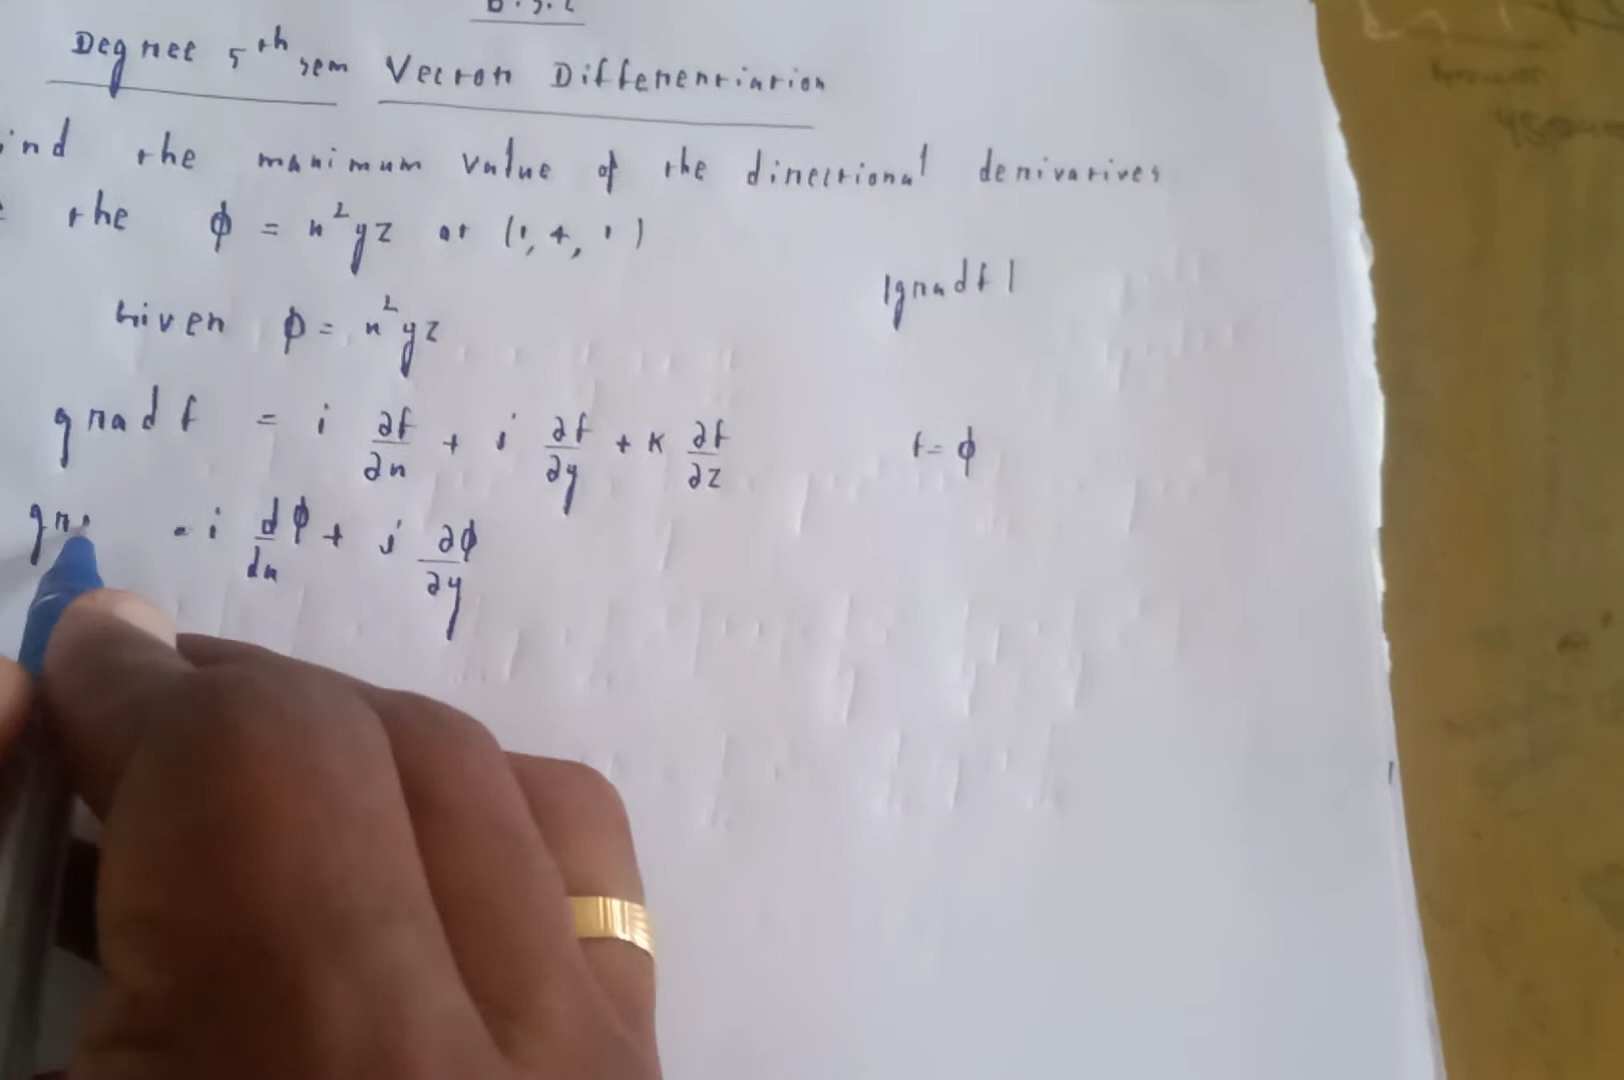 B.S.C
Degree 5th sem Vector Differentiation
ind the maximum value of the directional derivatives
the ϕ = x²yz at (1, 4, 1)
|grad f|
Given ϕ = x²yz
grad f = i ∂f/∂x + j ∂f/∂y + K ∂f/∂z
f = ϕ
gra = i dϕ/dx + j ∂ϕ/∂y